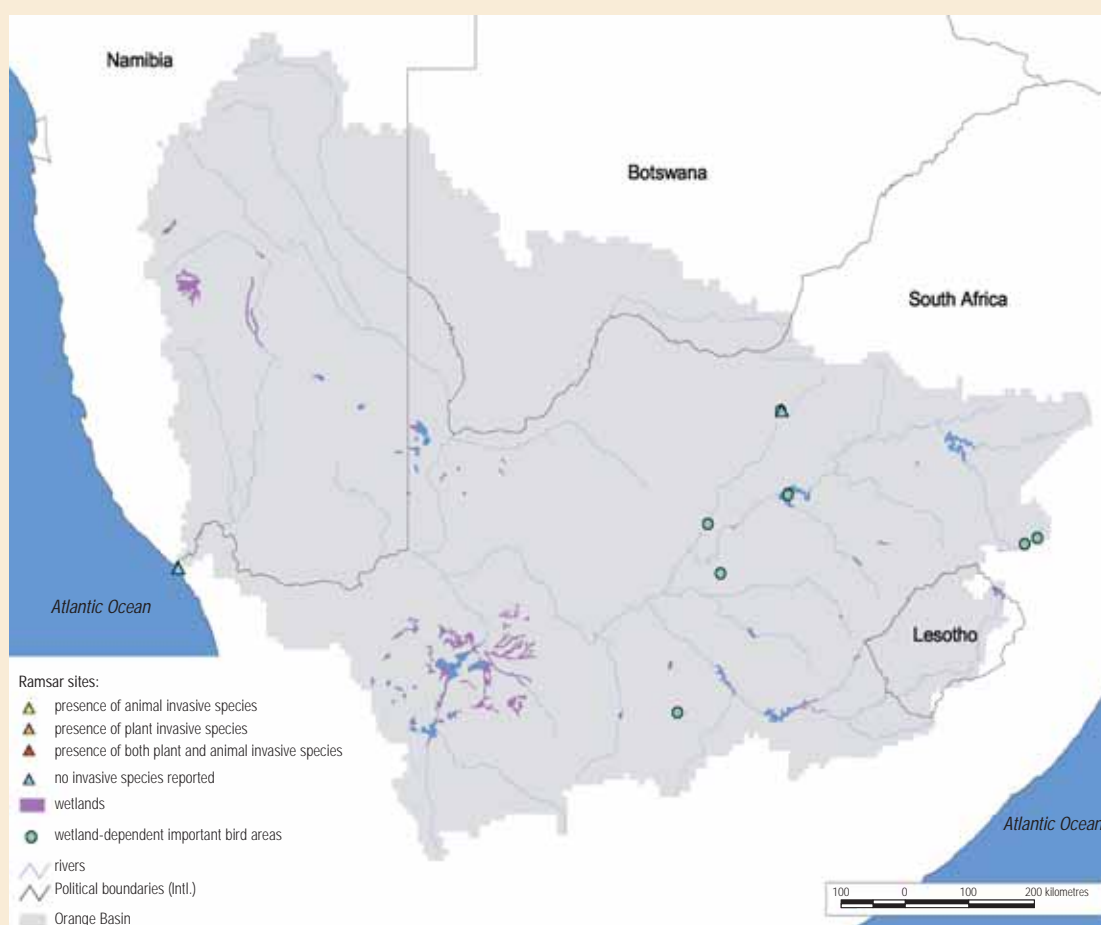 Namibia
Botswana
South Africa
Atlantic Ocean
Lesotho
Ramsar sites:
presence of animal invasive species
presence of plant invasive species
presence of both plant and animal invasive species
no invasive species reported
wetlands
wetland-dependent important bird areas
rivers
Political boundaries (Intl.)
Orange Basin
Atlantic Ocean
100 0 100 200 kilometres